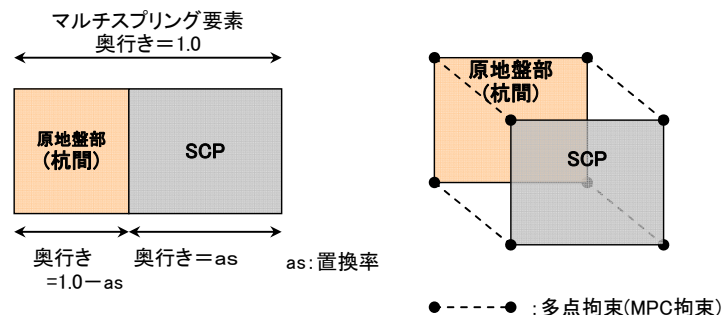 マルチスプリング要素
奥行き＝1.0
原地盤部
(杭間)
SCP
奥行き
=1.0－as
奥行き＝as
as:置換率
原地盤部
(杭間)
SCP
:多点拘束(MPC拘束)